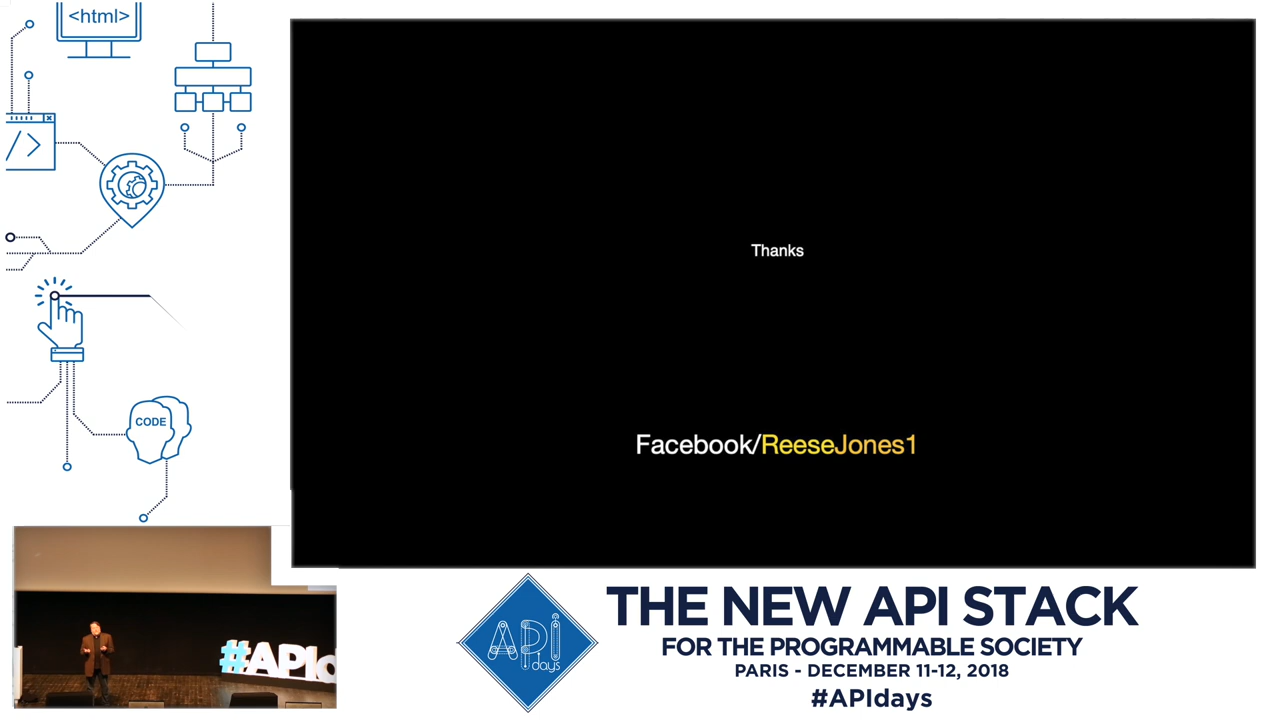 <html>
/>
CODE
Thanks
Facebook/ReeseJones1
#APId
API
days
THE NEW API STACK
FOR THE PROGRAMMABLE SOCIETY
PARIS - DECEMBER 11-12, 2018
#APIdays